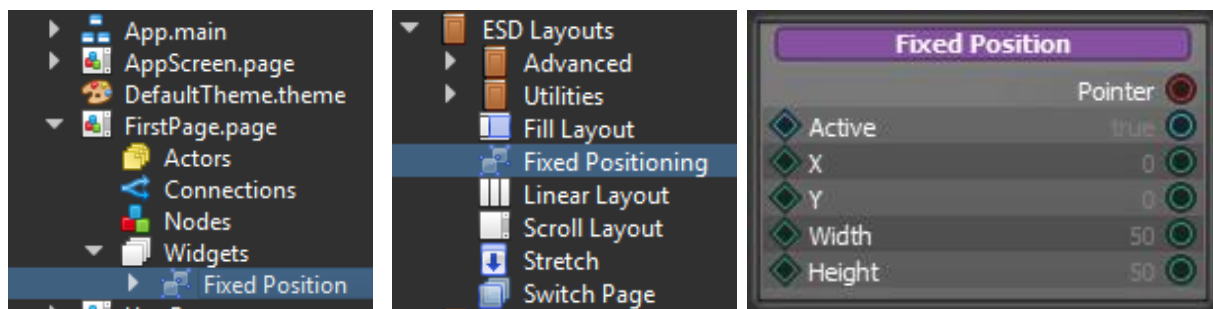 App.main
AppScreen.page
DefaultTheme.theme
FirstPage.page
Actors
Connections
Nodes
Widgets
Fixed Position
ESD Layouts
Advanced
Utilities
Fill Layout
Fixed Positioning
Linear Layout
Scroll Layout
Stretch
Switch Page
Fixed Position
Pointer
Active true
X 0
Y 0
Width 50
Height 50